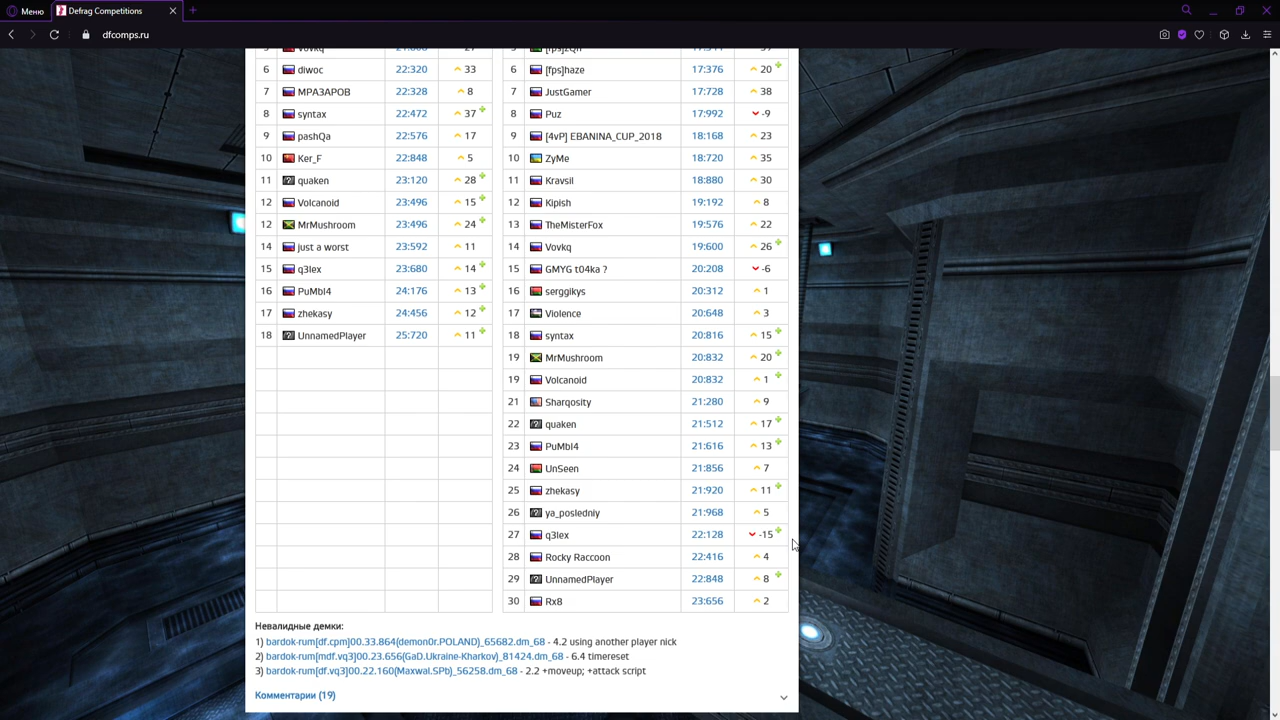 Меню
Defrag Competitions
dfcomps.ru
6 diwoc 22:320 33
7 МРАЗАРОВ 22:328 8
8 syntax 22:472 37
9 pashQa 22:576 17
10 Ker_F 22:848 5
11 quaken 23:120 28
12 Volcanoid 23:496 15
12 MrMushroom 23:496 24
14 just a worst 23:592 11
15 q3lex 23:680 14
16 PuMbI4 24:176 13
17 zhekasy 24:456 12
18 UnnamedPlayer 25:720 11
6 [fps]haze 17:376 20
7 JustGamer 17:728 38
8 Puz 17:992 -9
9 [4vP] EBANINA_CUP_2018 18:168 23
10 ZyMe 18:720 35
11 Kravsil 18:880 30
12 Kipish 19:192 8
13 TheMisterFox 19:576 22
14 Vovkq 19:600 26
15 GMYG t04ka ? 20:208 -6
16 serggikys 20:312 1
17 Violence 20:648 3
18 syntax 20:816 15
19 MrMushroom 20:832 20
19 Volcanoid 20:832 1
21 Sharqosity 21:280 9
22 quaken 21:512 17
23 PuMbI4 21:616 13
24 UnSeen 21:856 7
25 zhekasy 21:920 11
26 ya_posledniy 21:968 5
27 q3lex 22:128 -15
28 Rocky Raccoon 22:416 4
29 UnnamedPlayer 22:848 8
30 Rx8 23:656 2
Невалидные демки:
1) bardok-rum[df.cpm]00.33.864(demon0r.POLAND)_65682.dm_68 - 4.2 using another player nick
2) bardok-rum[mdf.vq3]00.23.656(GaD.Ukraine-Kharkov)_81424.dm_68 - 6.4 timereset
3) bardok-rum[df.vq3]00.22.160(Maxwal.SPb)_56258.dm_68 - 2.2 +moveup; +attack script
Комментарии (19)